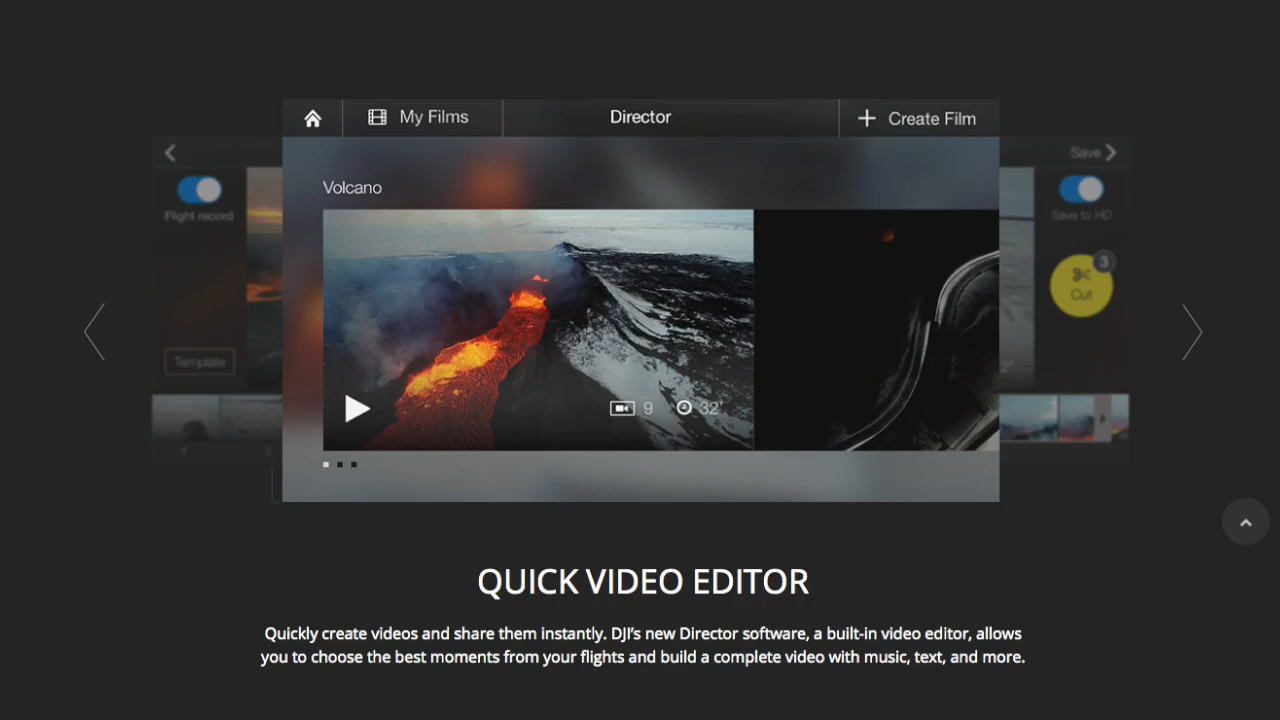 My Films
Director
Create Film
Save
Flight record
Volcano
Save to HD
3
Cut
Template
9
32'
1
2
QUICK VIDEO EDITOR
Quickly create videos and share them instantly. DJI's new Director software, a built-in video editor, allows
you to choose the best moments from your flights and build a complete video with music, text, and more.